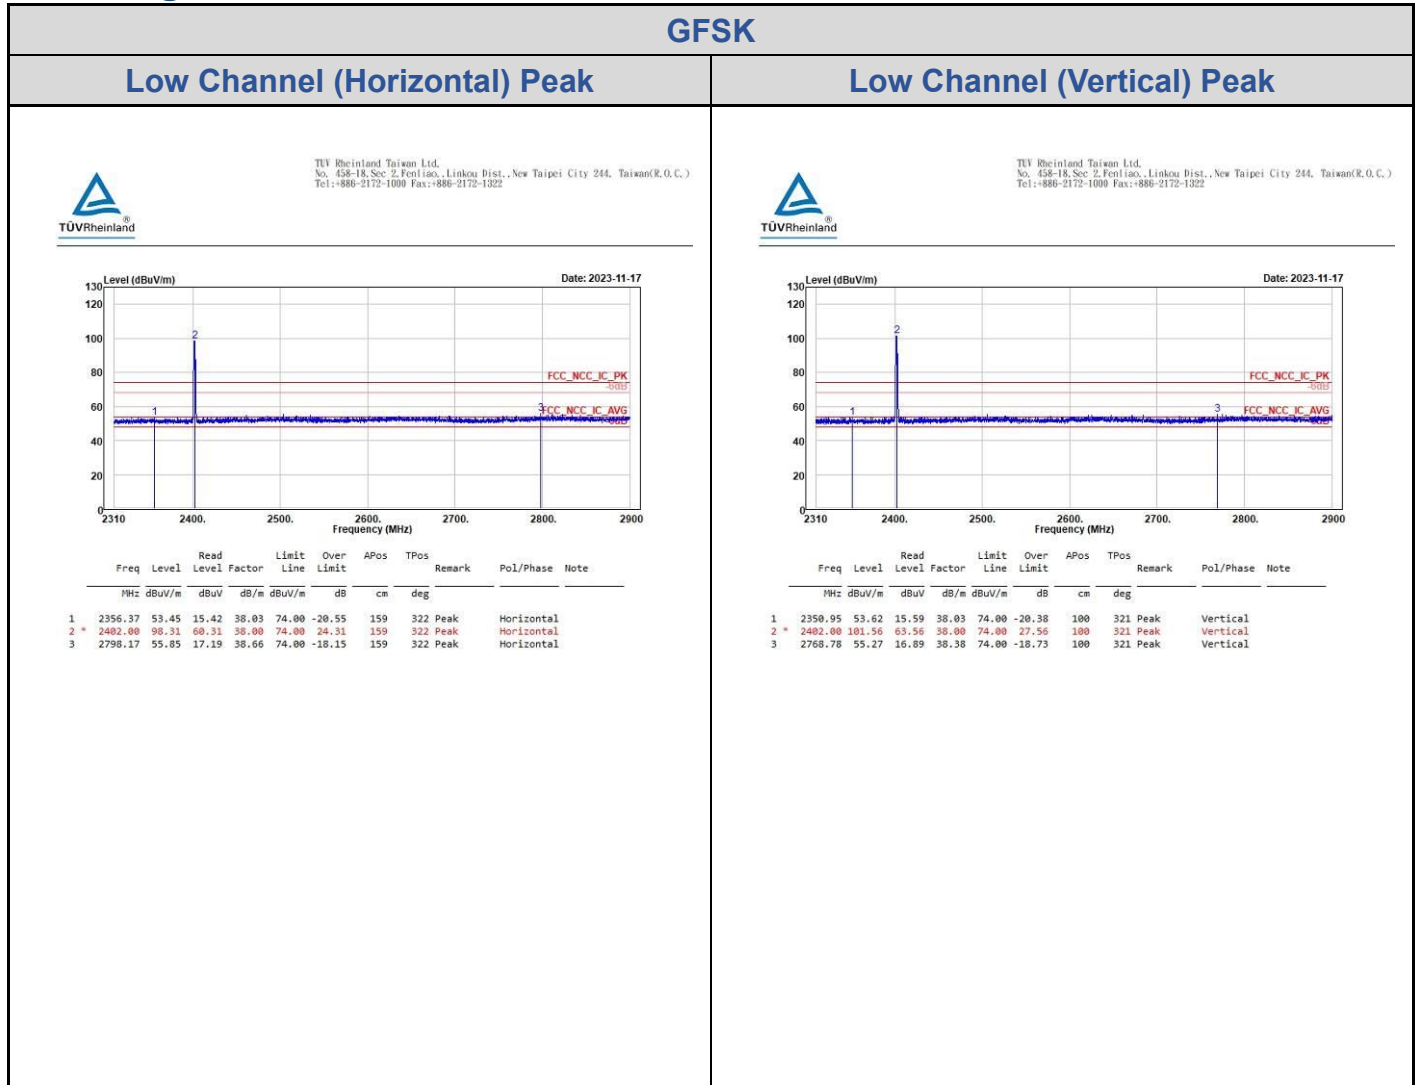 GFSK
Low Channel (Horizontal) Peak
Low Channel (Vertical) Peak
TÜVRheinland
®
TUV Rheinland Taiwan Ltd.
No. 458-18,Sec 2,Fenliao.,Linkou Dist.,New Taipei City 244, Taiwan(R.O.C.)
Tel:+886-2172-1000 Fax:+886-2172-1322
Level (dBuV/m)
Date: 2023-11-17
130
120
100
80
60
40
20
0
1
2
3
FCC_NCC_IC_PK
-6dB
FCC_NCC_IC_AVG
-6dB
2310 2400. 2500. 2600. 2700. 2800. 2900
Frequency (MHz)
Read Limit Over APos TPos
Freq Level Level Factor Line Limit Remark Pol/Phase Note
MHz dBuV/m dBuV dB/m dBuV/m dB cm deg
1 2356.37 53.45 15.42 38.03 74.00 -20.55 159 322 Peak Horizontal
2 * 2402.00 98.31 60.31 38.00 74.00 24.31 159 322 Peak Horizontal
3 2798.17 55.85 17.19 38.66 74.00 -18.15 159 322 Peak Horizontal
TÜVRheinland
®
TUV Rheinland Taiwan Ltd.
No. 458-18,Sec 2,Fenliao.,Linkou Dist.,New Taipei City 244, Taiwan(R.O.C.)
Tel:+886-2172-1000 Fax:+886-2172-1322
Level (dBuV/m)
Date: 2023-11-17
130
120
100
80
60
40
20
0
1
2
3
FCC_NCC_IC_PK
-6dB
FCC_NCC_IC_AVG
-6dB
2310 2400. 2500. 2600. 2700. 2800. 2900
Frequency (MHz)
Read Limit Over APos TPos
Freq Level Level Factor Line Limit Remark Pol/Phase Note
MHz dBuV/m dBuV dB/m dBuV/m dB cm deg
1 2350.95 53.62 15.59 38.03 74.00 -20.38 100 321 Peak Vertical
2 * 2402.00 101.56 63.56 38.00 74.00 27.56 100 321 Peak Vertical
3 2768.78 55.27 16.89 38.38 74.00 -18.73 100 321 Peak Vertical